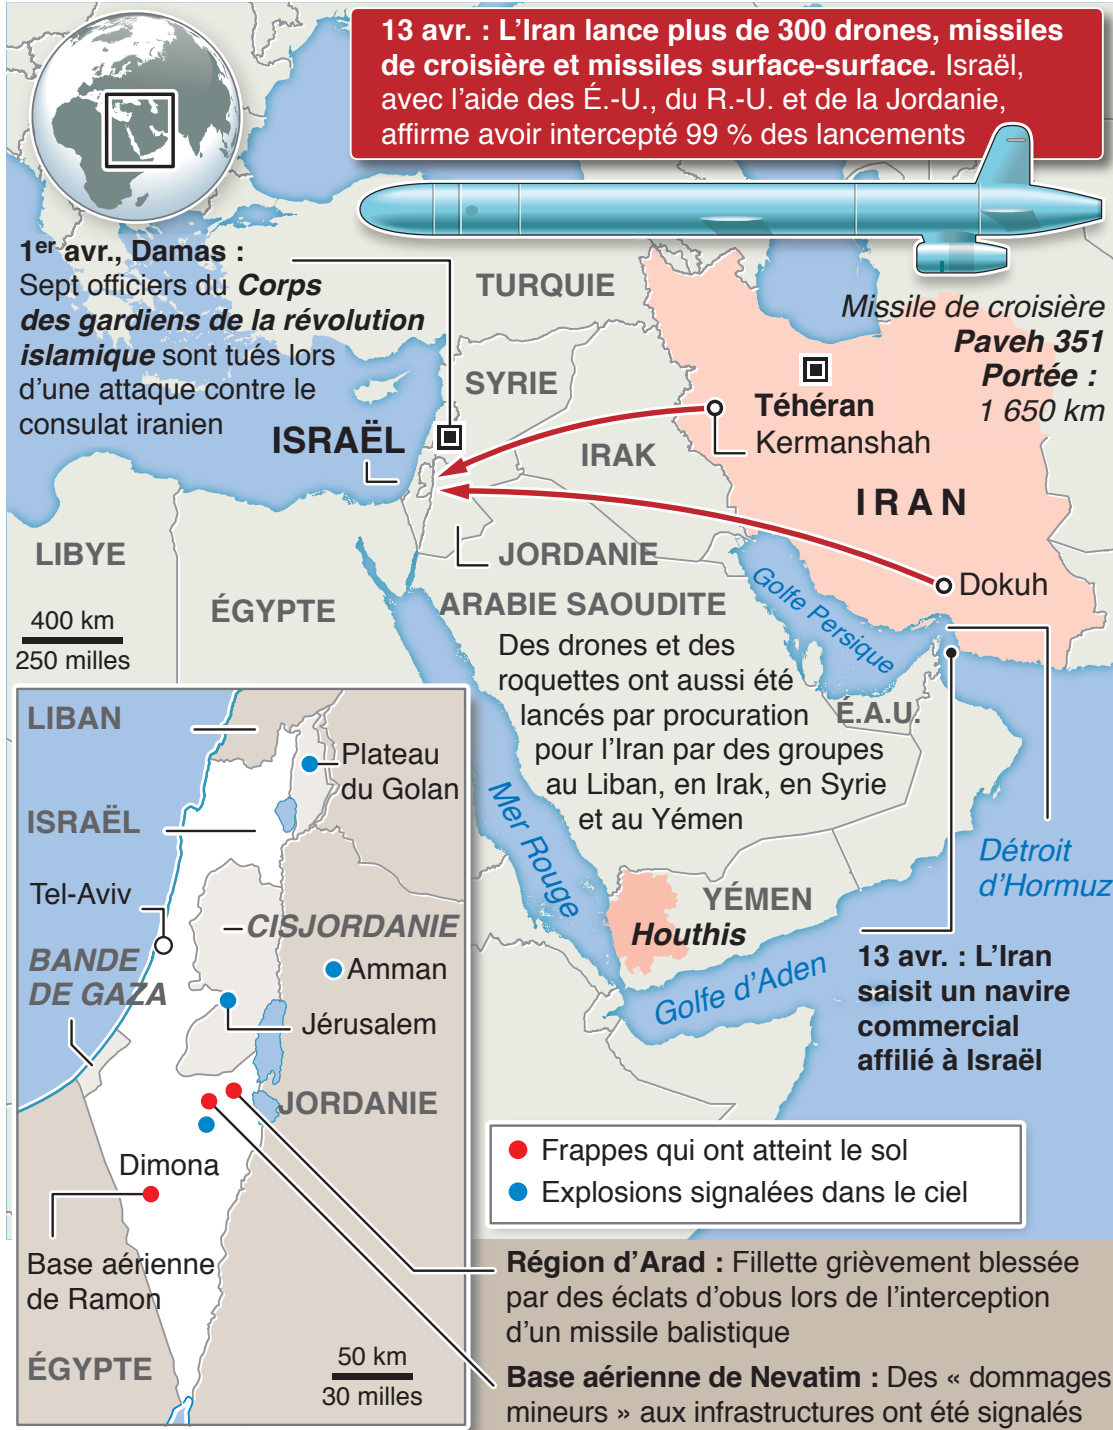 13 avr. : L'Iran lance plus de 300 drones, missiles
de croisière et missiles surface-surface. Israël,
avec l'aide des É.-U., du R.-U. et de la Jordanie,
affirme avoir intercepté 99 % des lancements
1er avr., Damas :
Sept officiers du Corps
des gardiens de la révolution
islamique sont tués lors
d'une attaque contre le
consulat iranien
Missile de croisière
Paveh 351
Portée :
1 650 km
TURQUIE
SYRIE
ISRAËL
IRAK
Téhéran
Kermanshah
IRAN
LIBYE
JORDANIE
Dokuh
ÉGYPTE
ARABIE SAOUDITE
Golfe Persique
400 km
250 milles
Des drones et des
roquettes ont aussi été
lancés par procuration
pour l'Iran par des groupes
au Liban, en Irak, en Syrie
et au Yémen
É.A.U.
Mer Rouge
Détroit
d'Hormuz
YÉMEN
Houthis
Golfe d'Aden
13 avr. : L'Iran
saisit un navire
commercial
affilié à Israël
LIBAN
Plateau
du Golan
ISRAËL
Tel-Aviv
CISJORDANIE
BANDE
DE GAZA
Amman
Jérusalem
JORDANIE
Dimona
Base aérienne
de Ramon
ÉGYPTE
50 km
30 milles
Frappes qui ont atteint le sol
Explosions signalées dans le ciel
Région d'Arad : Fillette grièvement blessée
par des éclats d'obus lors de l'interception
d'un missile balistique
Base aérienne de Nevatim : Des « dommages
mineurs » aux infrastructures ont été signalés